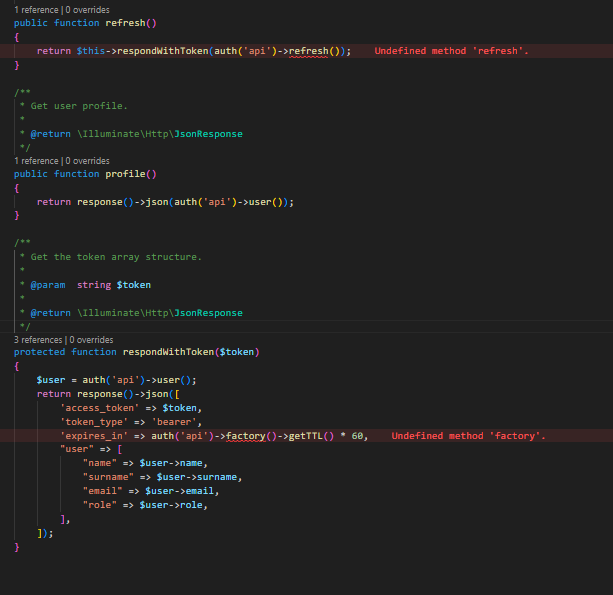 1 reference | 0 overrides
public function refresh()
{
    return $this->respondWithToken(auth('api')->refresh());    Undefined method 'refresh'.
}

/**
 * Get user profile.
 *
 * @return \Illuminate\Http\JsonResponse
 */
1 reference | 0 overrides
public function profile()
{
    return response()->json(auth('api')->user());
}

/**
 * Get the token array structure.
 *
 * @param  string $token
 *
 * @return \Illuminate\Http\JsonResponse
 */
3 references | 0 overrides
protected function respondWithToken($token)
{
    $user = auth('api')->user();
    return response()->json([
        'access_token' => $token,
        'token_type' => 'bearer',
        'expires_in' => auth('api')->factory()->getTTL() * 60,    Undefined method 'factory'.
        "user" => [
            "name" => $user->name,
            "surname" => $user->surname,
            "email" => $user->email,
            "role" => $user->role,
        ],
    ]);
}